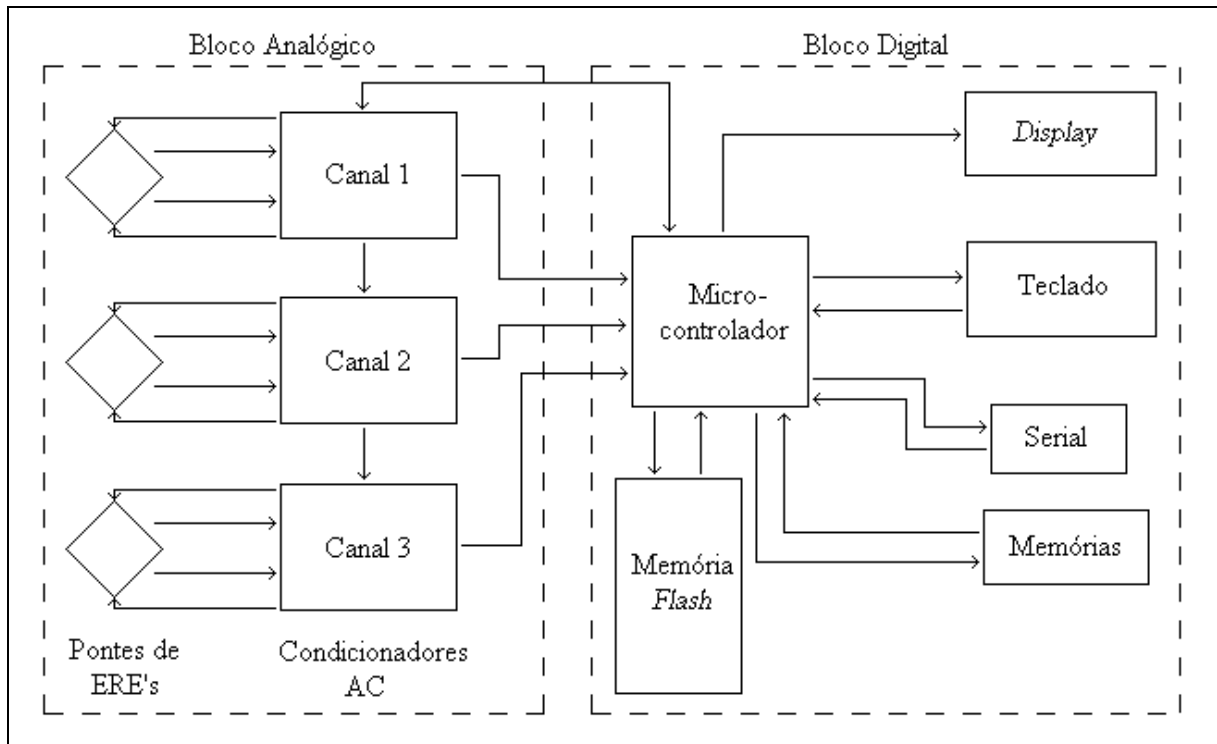 Bloco Analógico
Bloco Digital
Canal 1
Canal 2
Canal 3
Pontes de
ERE's
Condicionadores
AC
Micro-
controlador
Display
Teclado
Serial
Memórias
Memória
Flash